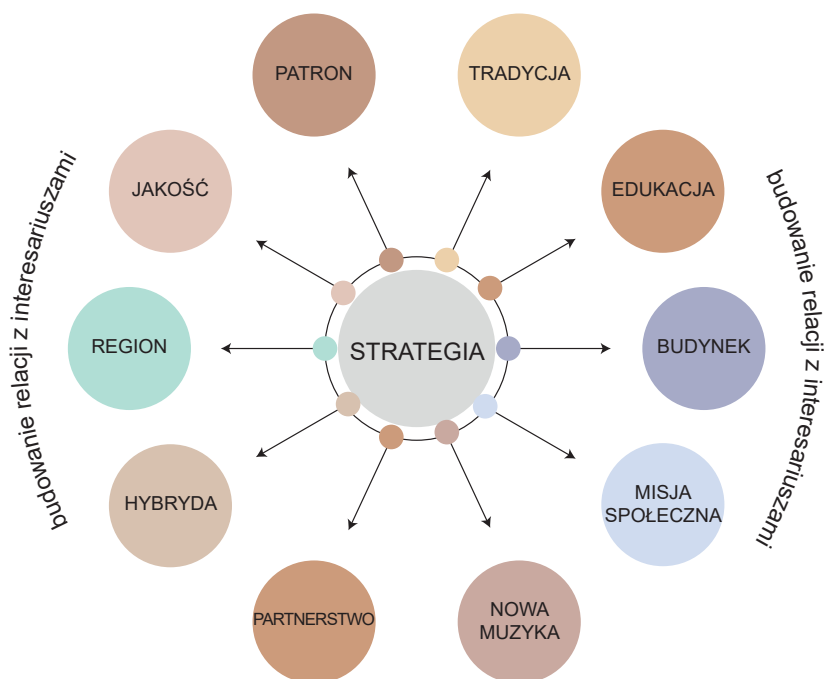 PATRON
TRADYCJA
JAKOŚĆ
EDUKACJA
budowanie relacji z interesariuszami
budowanie relacji z interesariuszami
REGION
STRATEGIA
BUDYNEK
HYBRYDA
MISJA
SPOŁECZNA
PARTNERSTWO
NOWA
MUZYKA